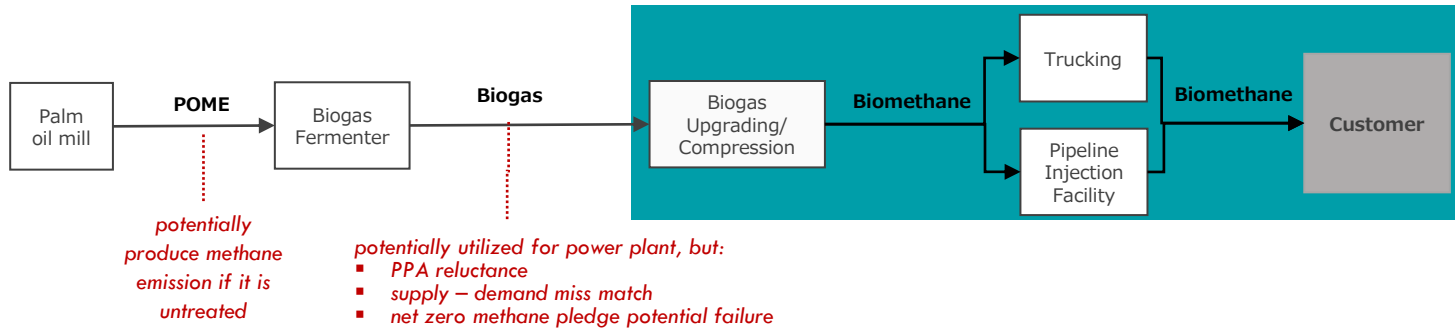 Palm
oil mill
POME
Biogas
Fermenter
Biogas
Biogas
Upgrading/
Compression
Biomethane
Trucking
Pipeline
Injection
Facility
Biomethane
Customer
potentially
produce methane
emission if it is
untreated
potentially utilized for power plant, but:
▪ PPA reluctance
▪ supply – demand miss match
▪ net zero methane pledge potential failure